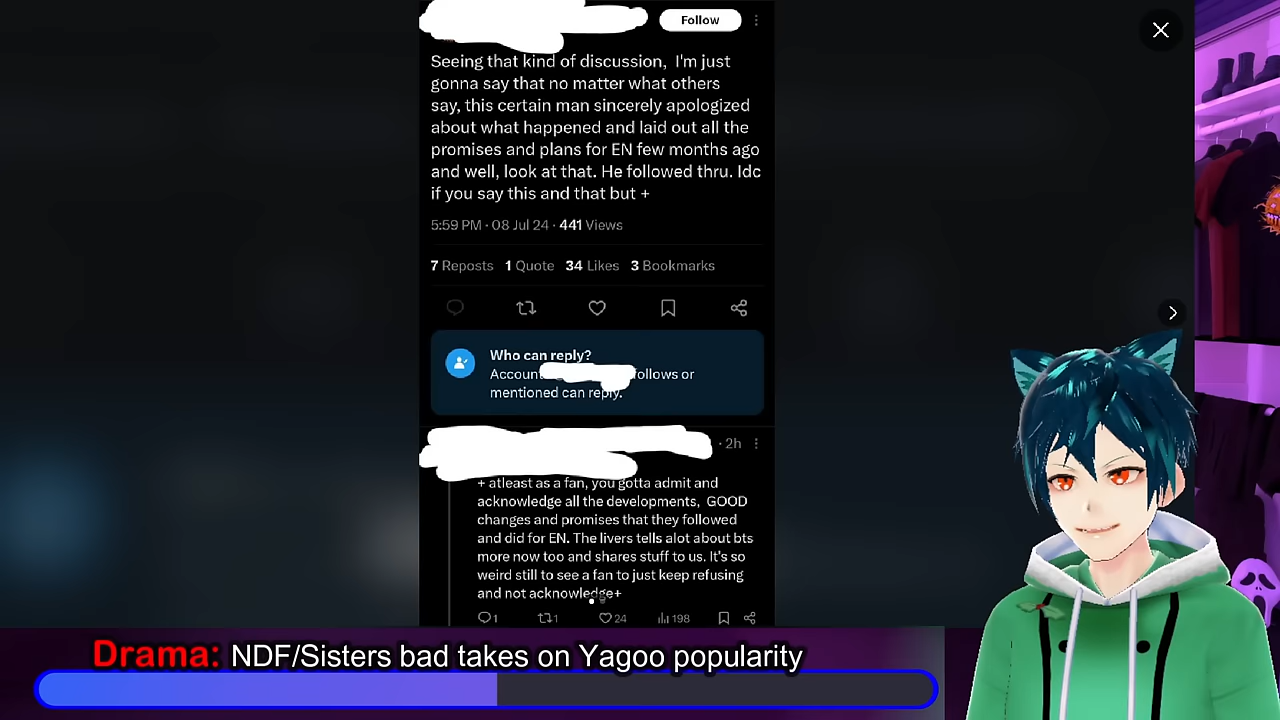 Follow
Seeing that kind of discussion, I'm just
gonna say that no matter what others
say, this certain man sincerely apologized
about what happened and laid out all the
promises and plans for EN few months ago
and well, look at that. He followed thru. Idc
if you say this and that but +
5:59 PM · 08 Jul 24 · 441 Views
7 Reposts 1 Quote 34 Likes 3 Bookmarks
Who can reply?
Account follows or
mentioned can reply.
· 2h
+ atleast as a fan, you gotta admit and
acknowledge all the developments, GOOD
changes and promises that they followed
and did for EN. The livers tells alot about bts
more now too and shares stuff to us. It's so
weird still to see a fan to just keep refusing
and not acknowledge+
1 1 24 198
Drama: NDF/Sisters bad takes on Yagoo popularity